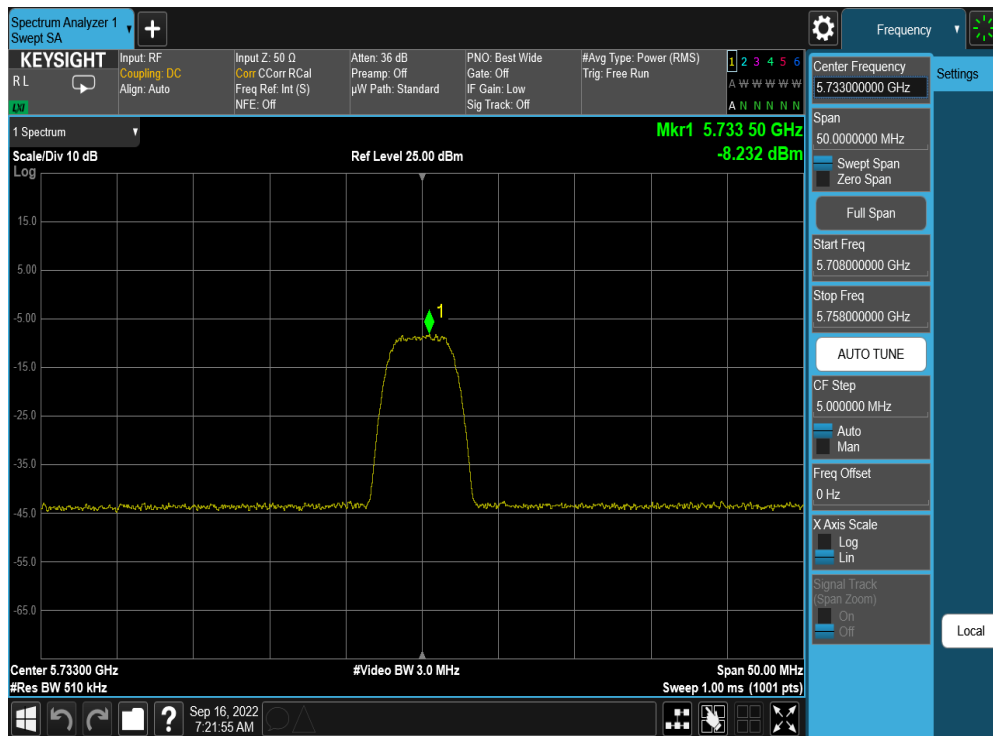 Spectrum Analyzer 1
Swept SA
Frequency
KEYSIGHT
R L
LXI
Input: RF
Coupling: DC
Align: Auto
Input Z: 50 Ω
Corr CCorr RCal
Freq Ref: Int (S)
NFE: Off
Atten: 36 dB
Preamp: Off
µW Path: Standard
PNO: Best Wide
Gate: Off
IF Gain: Low
Sig Track: Off
#Avg Type: Power (RMS)
Trig: Free Run
1 2 3 4 5 6
A W W W W W
A N N N N N
1 Spectrum
Scale/Div 10 dB
Log
Ref Level 25.00 dBm
Mkr1 5.733 50 GHz
-8.232 dBm
15.0
5.00
-5.00
-15.0
-25.0
-35.0
-45.0
-55.0
-65.0
1
Center 5.73300 GHz
#Res BW 510 kHz
#Video BW 3.0 MHz
Span 50.00 MHz
Sweep 1.00 ms (1001 pts)
Center Frequency
5.733000000 GHz
Span
50.0000000 MHz
Swept Span
Zero Span
Full Span
Start Freq
5.708000000 GHz
Stop Freq
5.758000000 GHz
AUTO TUNE
CF Step
5.000000 MHz
Auto
Man
Freq Offset
0 Hz
X Axis Scale
Log
Lin
Signal Track
(Span Zoom)
On
Off
Settings
Local
?
Sep 16, 2022
7:21:55 AM